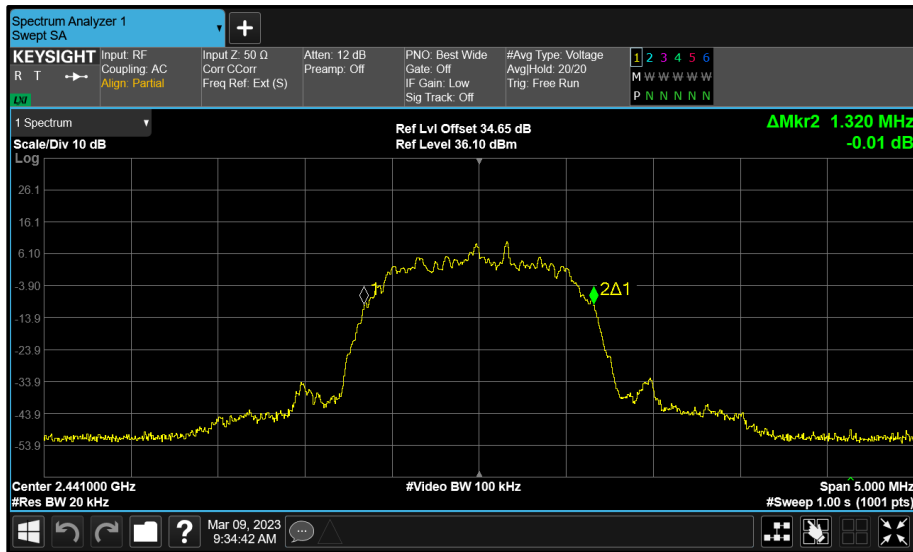 Spectrum Analyzer 1
Swept SA
+
KEYSIGHT
R T
LXI
Input: RF
Coupling: AC
Align: Partial
Input Z: 50 Ω
Corr CCorr
Freq Ref: Ext (S)
Atten: 12 dB
Preamp: Off
PNO: Best Wide
Gate: Off
IF Gain: Low
Sig Track: Off
#Avg Type: Voltage
Avg|Hold: 20/20
Trig: Free Run
1 2 3 4 5 6
M W W W W W
P N N N N N
1 Spectrum
Scale/Div 10 dB
Log
Ref Lvl Offset 34.65 dB
Ref Level 36.10 dBm
ΔMkr2 1.320 MHz
-0.01 dB
26.1
16.1
6.10
-3.90
-13.9
-23.9
-33.9
-43.9
-53.9
1
2Δ1
Center 2.441000 GHz
#Res BW 20 kHz
#Video BW 100 kHz
Span 5.000 MHz
#Sweep 1.00 s (1001 pts)
?
Mar 09, 2023
9:34:42 AM